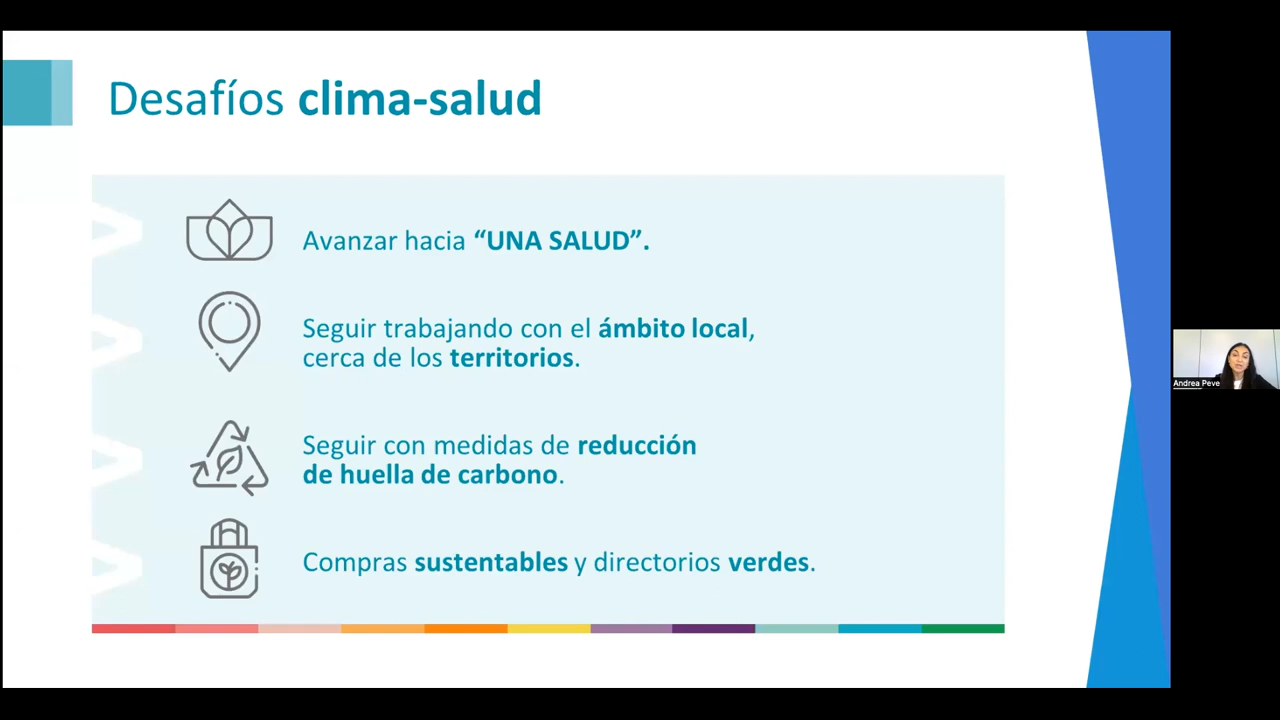 Desafíos clima-salud
Avanzar hacia “UNA SALUD”.
Seguir trabajando con el ámbito local,
cerca de los territorios.
Seguir con medidas de reducción
de huella de carbono.
Compras sustentables y directorios verdes.
Andrea Peve